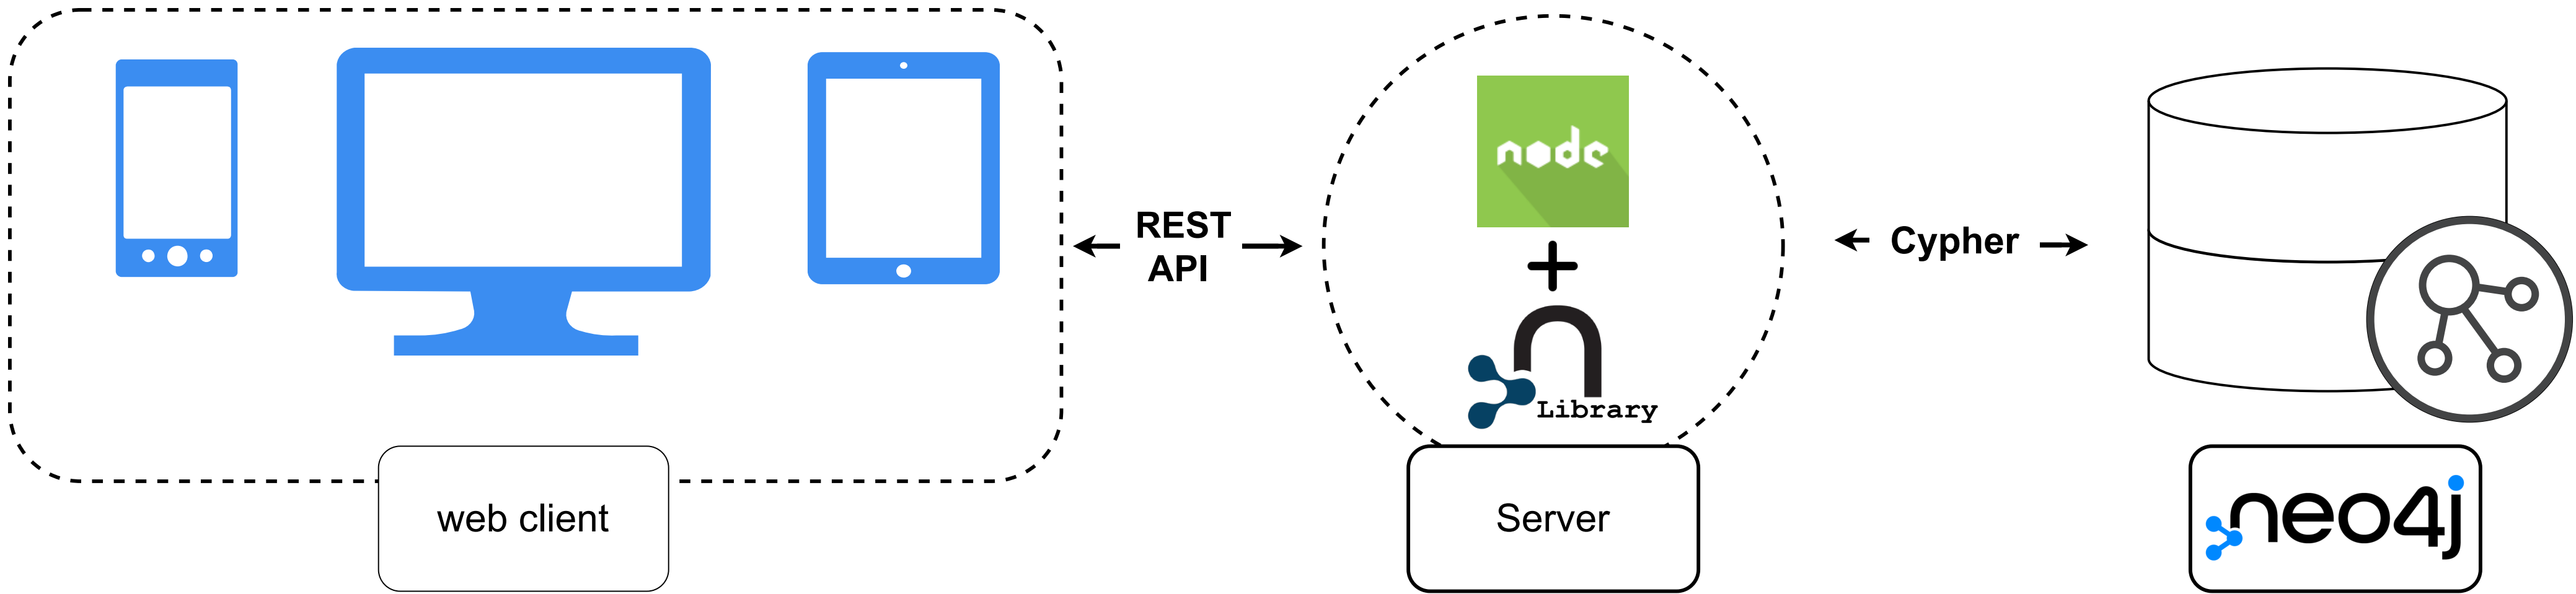 REST
API
node
Library
Cypher
web client
Server
neo4j